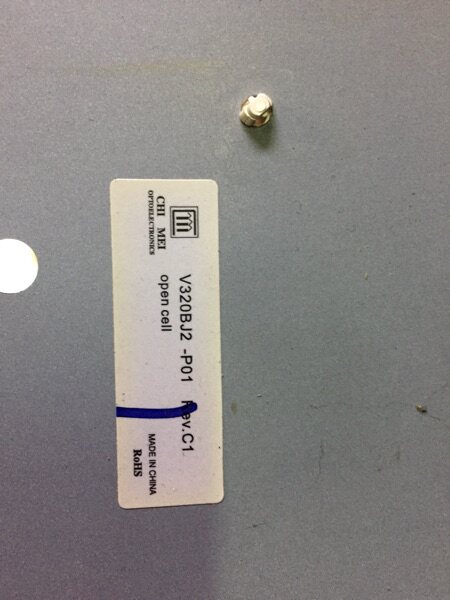 CHI MEI
OPTOELECTRONICS
V320BJ2 -P01 Rev.C1
open cell
MADE IN CHINA
RoHS